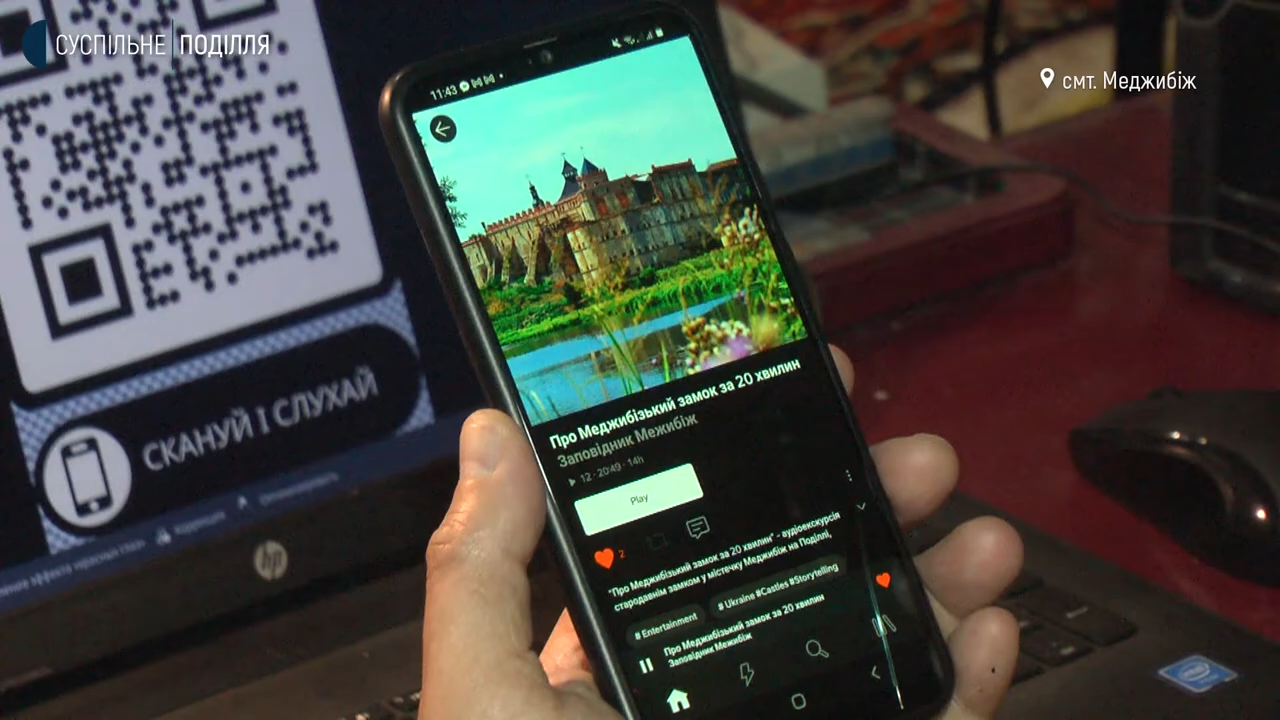 СУСПІЛЬНЕ ПОДІЛЛЯ
смт. Меджибіж
СКАНУЙ І СЛУХАЙ
hp
11:43
Про Меджибізький замок за 20 хвилин
Заповідник Межибіж
12 · 20:49 · 14h
Play
2
"Про Меджибізький замок за 20 хвилин" - аудіоекскурсія
стародавнім замком у містечку Меджибіж на Поділлі,
# Entertainment
# Ukraine #Castles #Storytelling
Про Меджибізький замок за 20 хвилин
Заповідник Межибіж